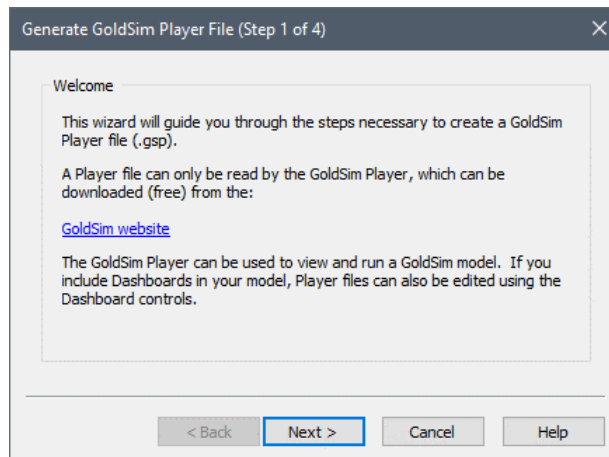 Generate GoldSim Player File (Step 1 of 4)
Welcome
This wizard will guide you through the steps necessary to create a GoldSim
Player file (.gsp).
A Player file can only be read by the GoldSim Player, which can be
downloaded (free) from the:
GoldSim website
The GoldSim Player can be used to view and run a GoldSim model.  If you
include Dashboards in your model, Player files can also be edited using the
Dashboard controls.
< Back Next > Cancel Help